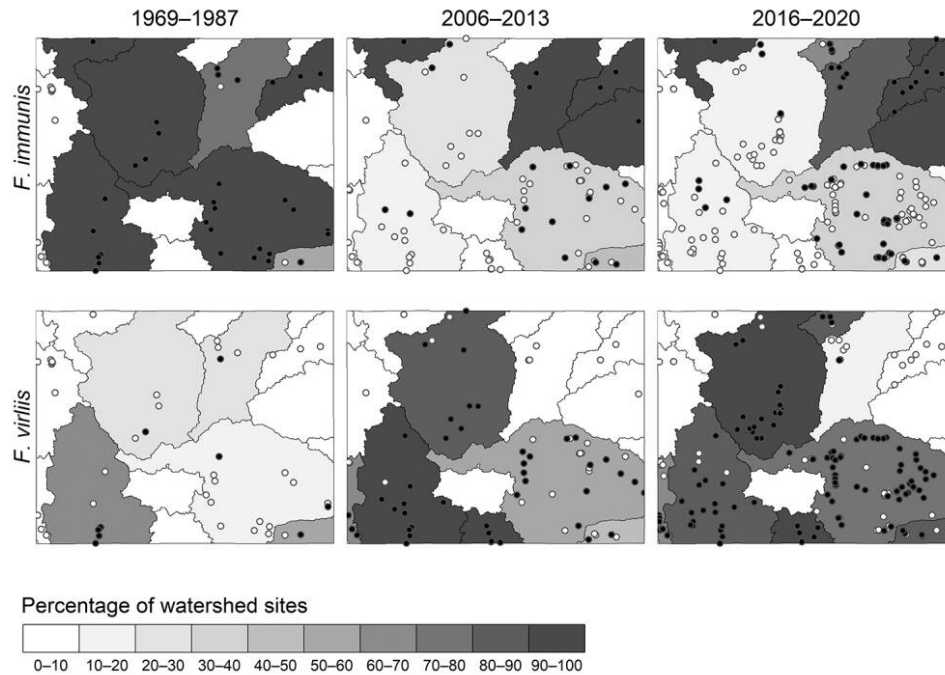 1969–1987 2006–2013 2016–2020
F. immunis
F. virliis
Percentage of watershed sites
0–10 10–20 20–30 30–40 40–50 50–60 60–70 70–80 80–90 90–100